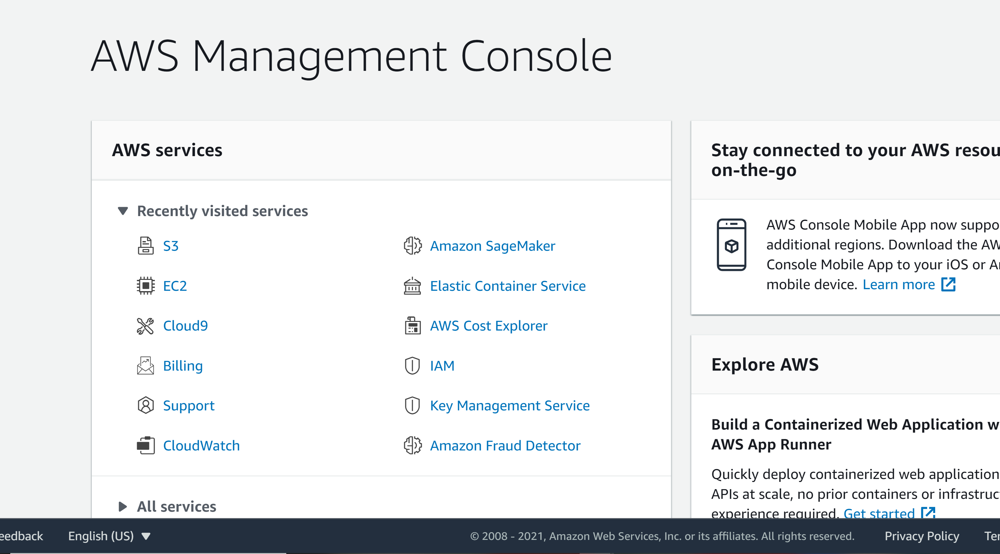 AWS Management Console
AWS services
Recently visited services
S3
EC2
Cloud9
Billing
Support
CloudWatch
Amazon SageMaker
Elastic Container Service
AWS Cost Explorer
IAM
Key Management Service
Amazon Fraud Detector
All services
Stay connected to your AWS resou
on-the-go
AWS Console Mobile App now suppo
additional regions. Download the AW
Console Mobile App to your iOS or A
mobile device. Learn more
Explore AWS
Build a Containerized Web Application w
AWS App Runner
Quickly deploy containerized web application
APIs at scale, no prior containers or infrastruc
experience required. Get started
eedback
English (US)
© 2008 - 2021, Amazon Web Services, Inc. or its affiliates. All rights reserved.
Privacy Policy
Ter